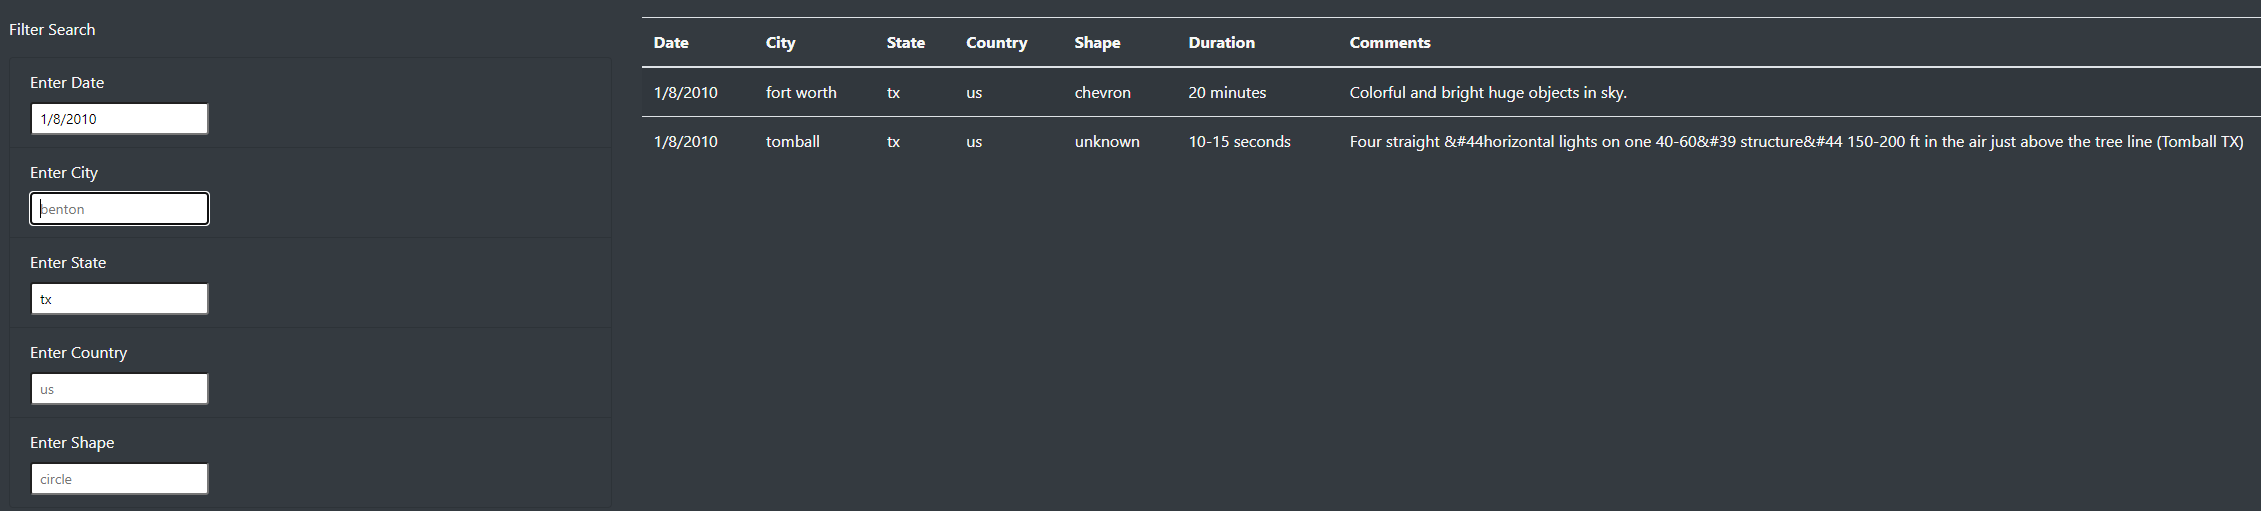 Filter Search
Enter Date
1/8/2010
Enter City
benton
Enter State
tx
Enter Country
us
Enter Shape
circle
Date City State Country Shape Duration Comments
1/8/2010 fort worth tx us chevron 20 minutes Colorful and bright huge objects in sky.
1/8/2010 tomball tx us unknown 10-15 seconds Four straight &#44horizontal lights on one 40-60&#39 structure&#44 150-200 ft in the air just above the tree line (Tomball TX)